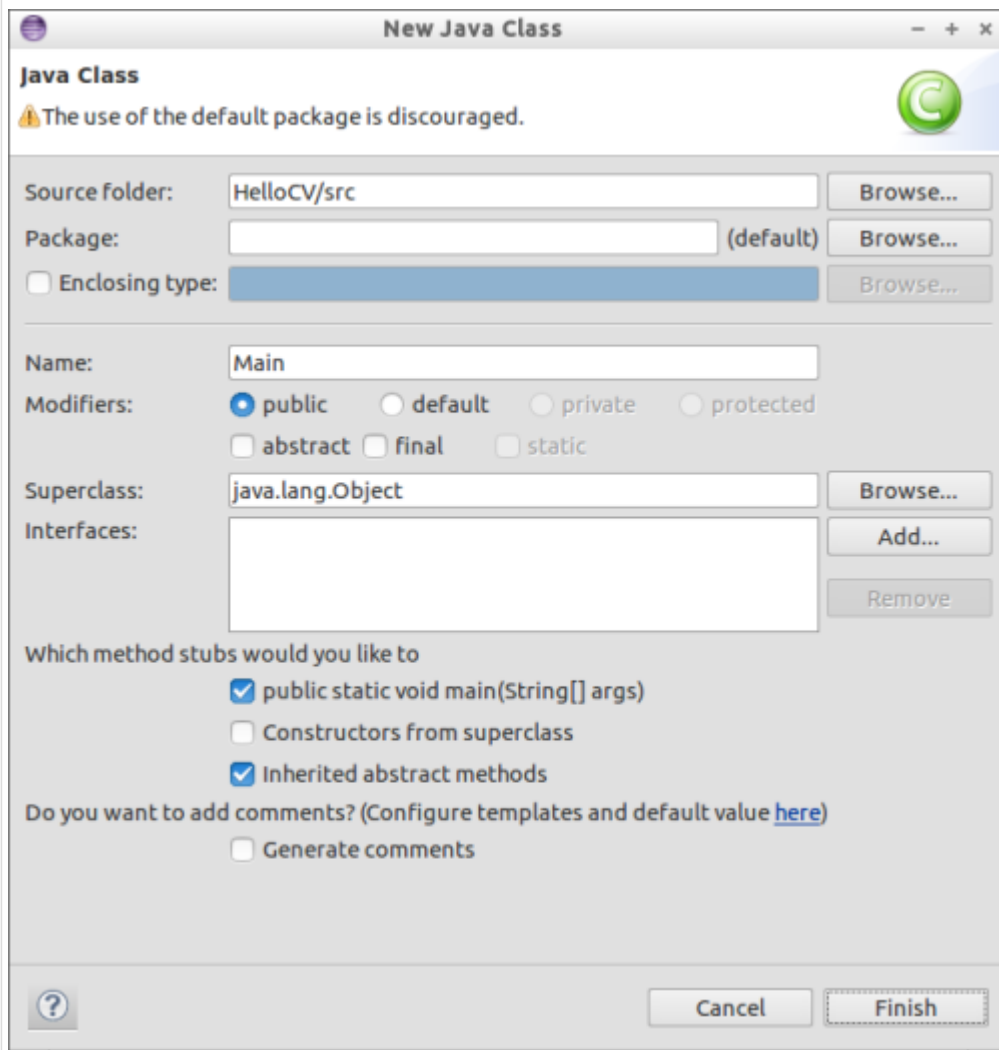 New Java Class
Java Class
The use of the default package is discouraged.
Source folder: HelloCV/src Browse...
Package: (default) Browse...
Enclosing type: Browse...
Name: Main
Modifiers: public default private protected
abstract final static
Superclass: java.lang.Object Browse...
Interfaces: Add...
Remove
Which method stubs would you like to
public static void main(String[] args)
Constructors from superclass
Inherited abstract methods
Do you want to add comments? (Configure templates and default value here)
Generate comments
? Cancel Finish